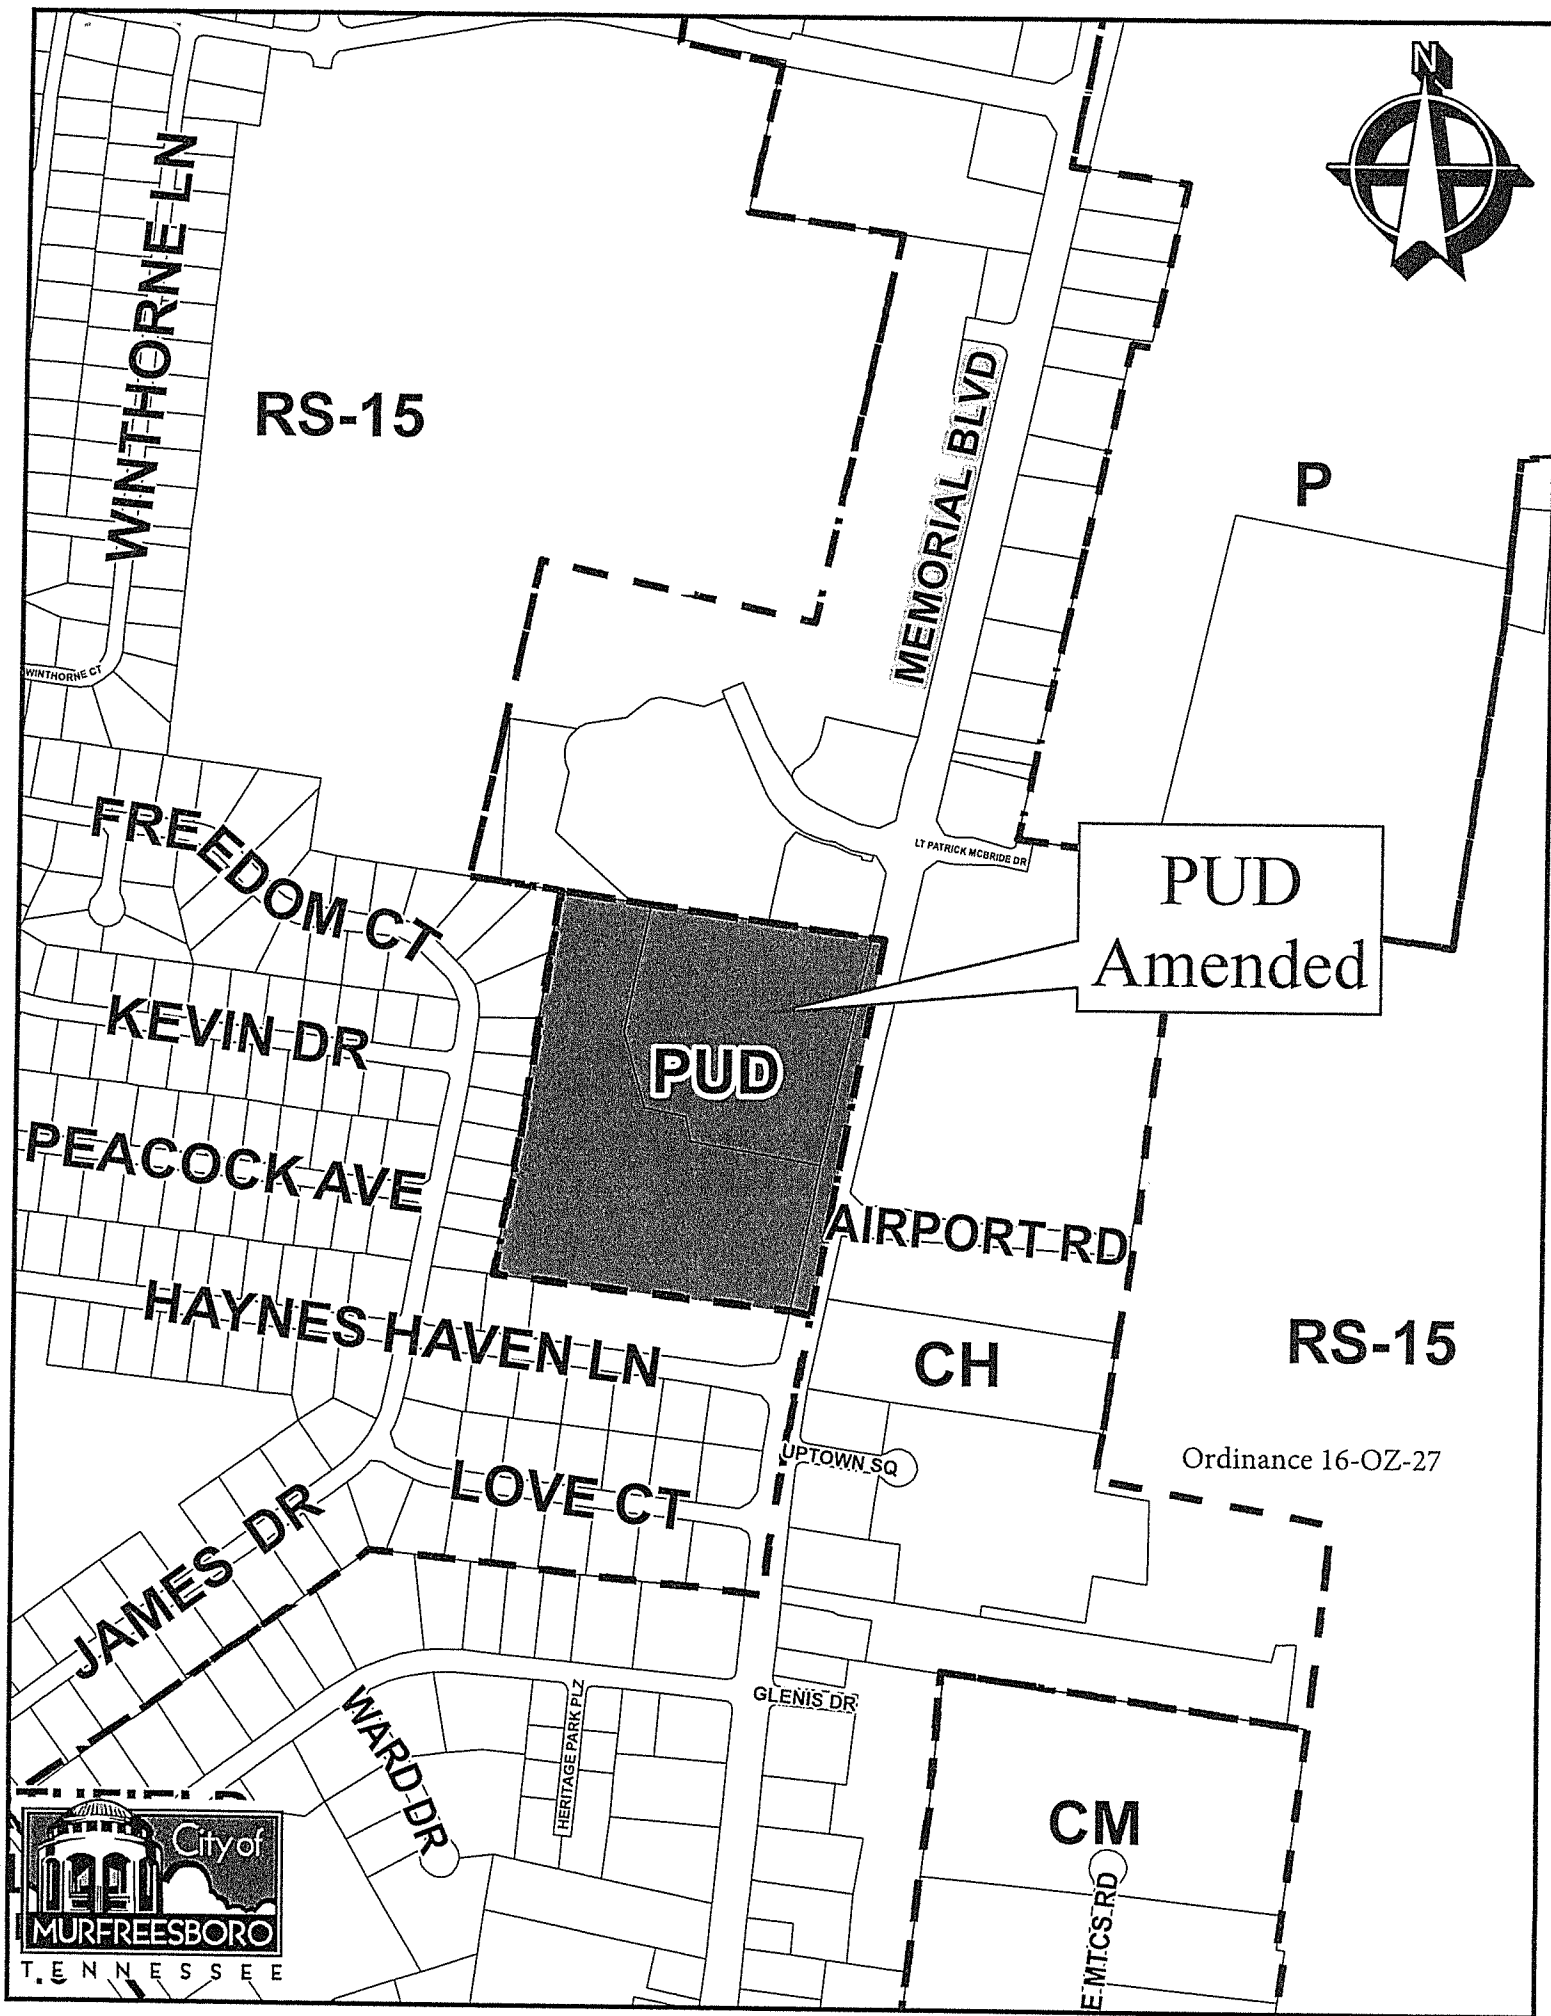 N
WINTHORNE LN
RS-15
MEMORIAL BLVD
P
WINTHORNE CT
FREEDOM CT
LT PATRICK MCBRIDE DR
PUD
Amended
KEVIN DR
PUD
PEACOCK AVE
AIRPORT RD
HAYNES HAVEN LN
CH
RS-15
UPTOWN SQ
Ordinance 16-OZ-27
LOVE CT
JAMES DR
GLENIS DR
HERITAGE PARK PLZ
WARD DR
CM
E MTCS RD
City of
MURFREESBORO
TENNESSEE